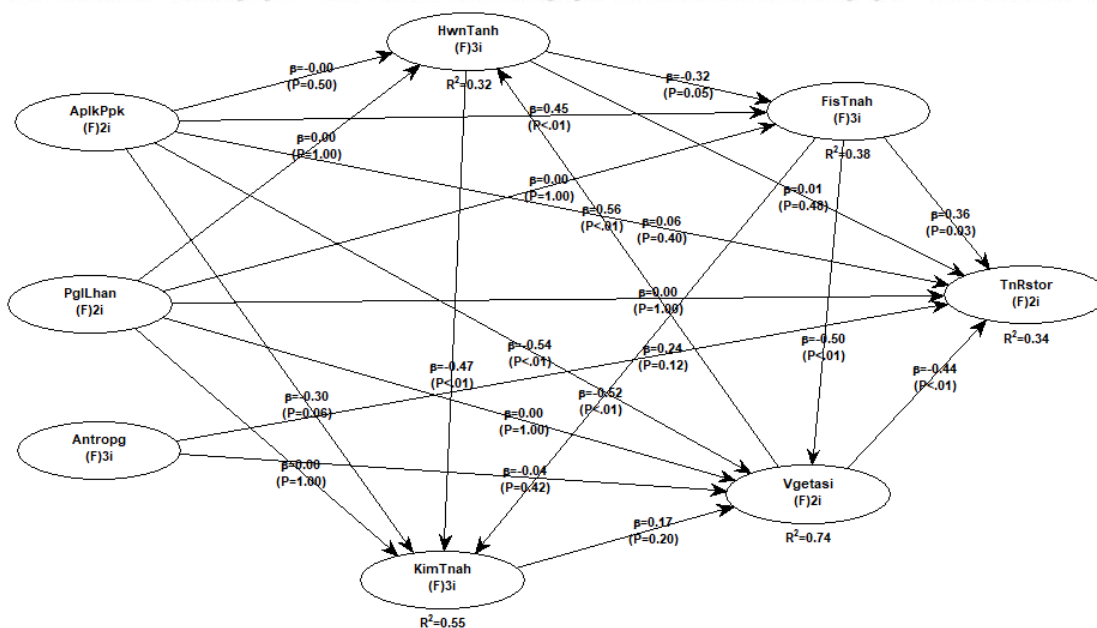 HwnTanh
(F)3i
R²=0.32
β=-0.00
(P=0.50)
β=-0.32
(P=0.05)
FisTnah
(F)3i
R²=0.38
AplkPpk
(F)2i
β=0.45
(P<.01)
β=0.00
(P=1.00)
β=0.00
(P=1.00)
β=0.01
(P=0.48)
β=0.56
(P<.01)
β=0.06
(P=0.40)
β=0.36
(P=0.03)
PglLhan
(F)2i
β=0.00
(P=1.00)
TnRstor
(F)2i
R²=0.34
β=-0.54
(P<.01)
β=0.24
(P=0.12)
β=-0.50
(P<.01)
β=-0.47
(P<.01)
β=-0.44
(P<.01)
β=-0.30
(P=0.06)
β=-0.52
(P<.01)
β=0.00
(P=1.00)
Antropg
(F)3i
β=0.00
(P=1.00)
β=-0.04
(P=0.42)
Vgetasi
(F)2i
R²=0.74
β=0.17
(P=0.20)
KimTnah
(F)3i
R²=0.55